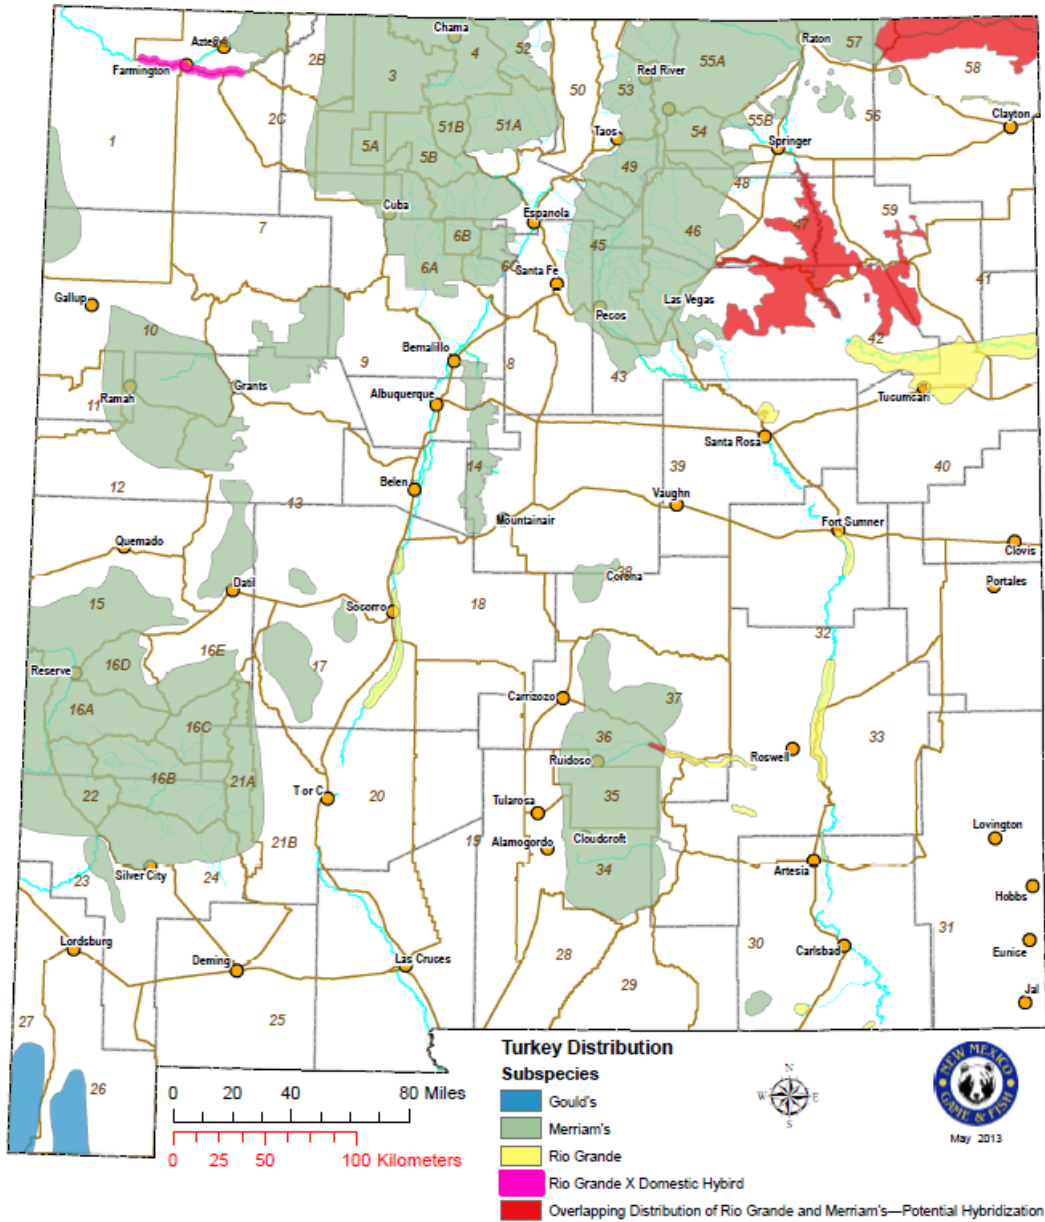 Chama
Raton
57
Aztec
2B
4
52
Farmington
3
50
Red River
55A
58
53
2C
51B
51A
55B
56
Clayton
1
5A
5B
Taos
54
Springer
49
48
Cuba
Espanola
47
59
7
6B
45
46
6A
6C
Santa Fe
41
Gallup
Las Vegas
Pecos
10
42
Bernalillo
9
8
43
Grants
Albuquerque
Ramah
11
Tucumcari
Santa Rosa
14
39
40
12
Belen
13
Vaughn
Mountainair
Fort Sumner
Quemado
Clovis
38
Corona
Datil
Portales
15
Socorro
18
32
16E
Reserve
16D
17
Carrizozo
37
16A
16C
36
33
Ruidoso
Roswell
16B
21A
22
T or C
20
35
Tularosa
Lovington
21B
19
Alamogordo
Cloudcroft
Silver City
23
24
34
Artesia
Hobbs
Lordsburg
30
31
Las Cruces
28
Carlsbad
Eunice
Deming
29
Jal
27
25
26
Turkey Distribution
Subspecies
Gould's
Merriam's
Rio Grande
Rio Grande X Domestic Hybird
Overlapping Distribution of Rio Grande and Merriam's—Potential Hybridization
0 20 40 80 Miles
0 25 50 100 Kilometers
N
W E
S
NEW MEXICO
GAME & FISH
May 2013